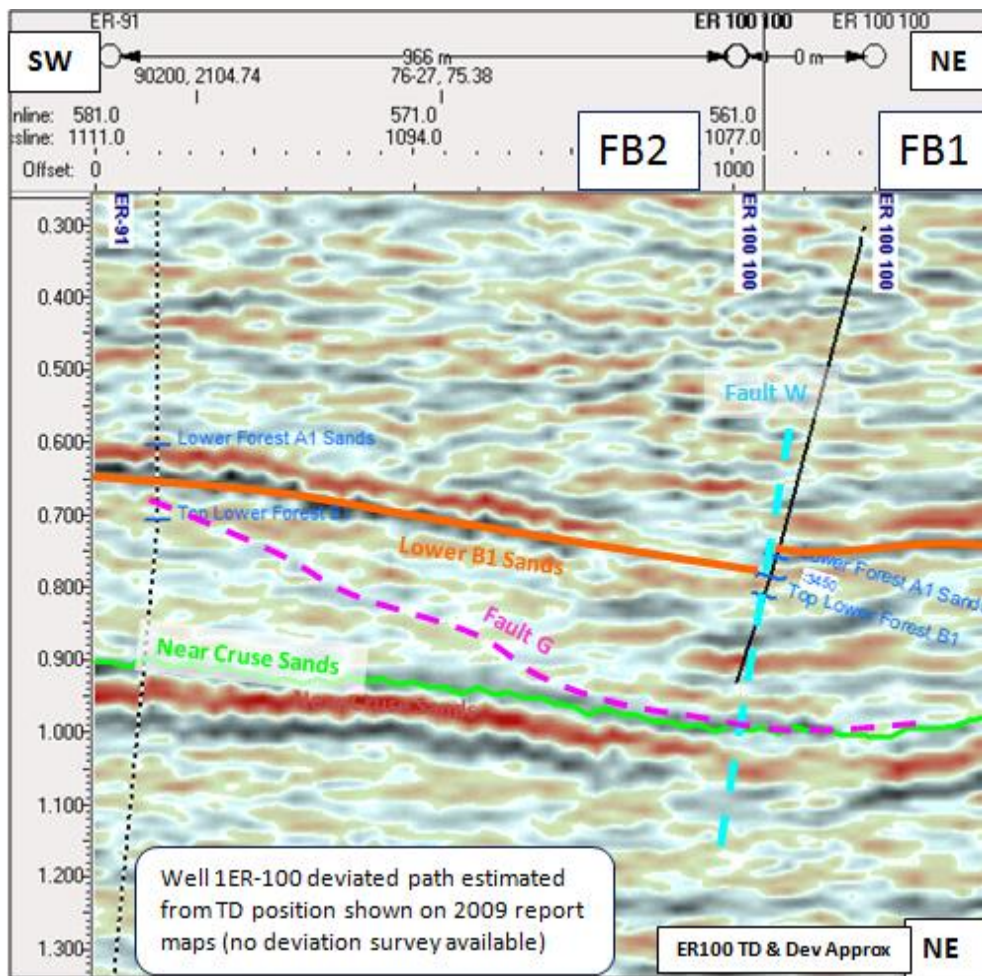 ER-91 ER 100 100 ER 100 100
SW 966 m 0 m NE
90200, 2104.74 76-27, 75.38
nline: 581.0 571.0 561.0
ssline: 1111.0 1094.0 1077.0
FB2 FB1
Offset: 0 1000
ER-91 ER 100 100 ER 100 100
0.300
0.400
0.500
Fault W
0.600
Lower Forest A1 Sands
0.700
Top Lower Forest
Lower B1 Sands
Lower Forest A1 Sands
0.800
3450
Top Lower Forest B1
Fault G
0.900
Near Cruse Sands
Near Cruse Sands
1.000
1.100
1.200
Well 1ER-100 deviated path estimated
from TD position shown on 2009 report
maps (no deviation survey available)
1.300
ER100 TD & Dev Approx NE